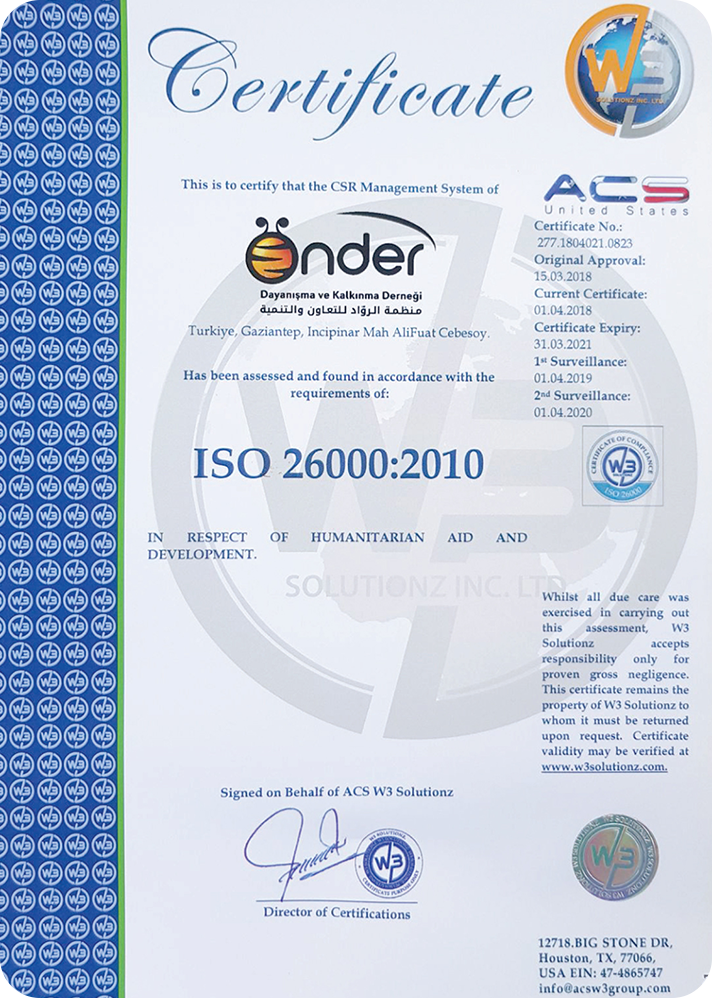 Certificate
W3
SOLUTIONZ INC. LTD
This is to certify that the CSR Management System of
önder
Dayanışma ve Kalkınma Derneği
منظمة الروّاد للتعاون والتنمية
Turkiye, Gaziantep, Incipinar Mah AliFuat Cebesoy.
Has been assessed and found in accordance with the
requirements of:
ISO 26000:2010
IN RESPECT OF HUMANITARIAN AID AND
DEVELOPMENT.
ACS
United States
Certificate No.:
277.1804021.0823
Original Approval:
15.03.2018
Current Certificate:
01.04.2018
Certificate Expiry:
31.03.2021
1st Surveillance:
01.04.2019
2nd Surveillance:
01.04.2020
CERTIFICATE OF COMPLIANCE
W3
ISO 26000
W3
SOLUTIONZ INC. LTD
Whilst all due care was
exercised in carrying out
this assessment, W3
Solutionz accepts
responsibility only for
proven gross negligence.
This certificate remains the
property of W3 Solutionz to
whom it must be returned
upon request. Certificate
validity may be verified at
www.w3solutionz.com.
Signed on Behalf of ACS W3 Solutionz
W3
Director of Certifications
W3
12718.BIG STONE DR,
Houston, TX, 77066,
USA EIN: 47-4865747
info@acsw3group.com